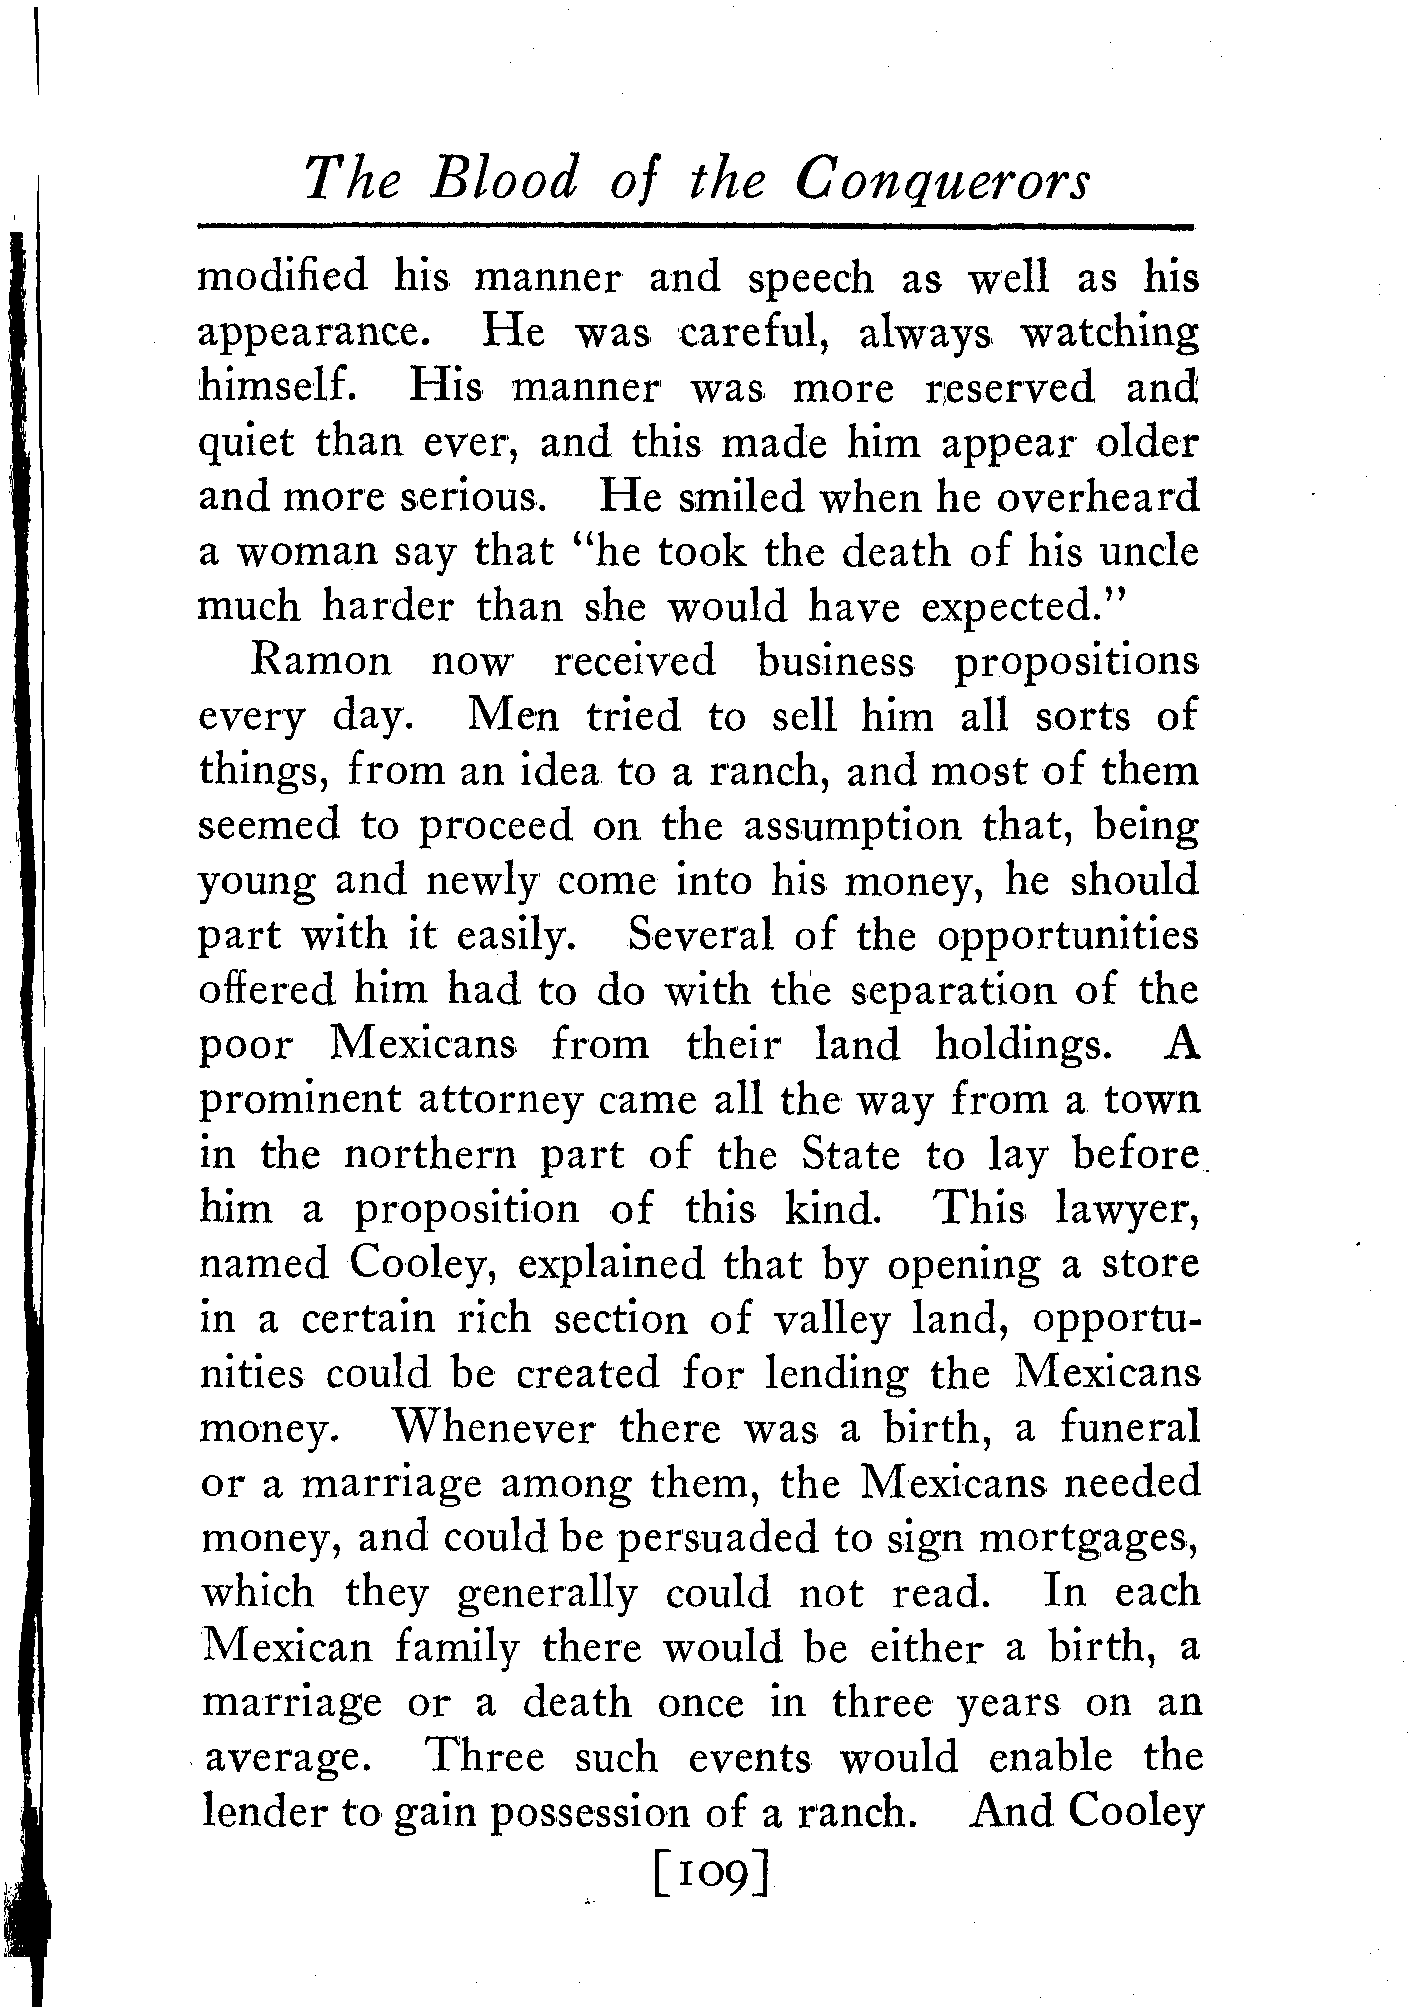 The Blood of the Conquerors
modified his manner and speech as well as his
appearance. He was careful, always watching
himself. His manner was more reserved and
quiet than ever, and this made him appear older
and more serious. He smiled when he overheard
a woman say that "he took the death of his uncle
much harder than she would have expected."
Ramon now received business propositions
every day. Men tried to sell him all sorts of
things, from an idea to a ranch, and most of them
seemed to proceed on the assumption that, being
young and newly come into his money, he should
part with it easily. Several of the opportunities
offered him had to do with the separation of the
poor Mexicans from their land holdings. A
prominent attorney came all the way from a town
in the northern part of the State to lay before
him a proposition of this kind. This lawyer,
named Cooley, explained that by opening a store
in a certain rich section of valley land, opportu-
nities could be created for lending the Mexicans
money. Whenever there was a birth, a funeral
or a marriage among them, the Mexicans needed
money, and could be persuaded to sign mortgages,
which they generally could not read. In each
Mexican family there would be either a birth, a
marriage or a death once in three years on an
average. Three such events would enable the
lender to gain possession of a ranch. And Cooley
[109]